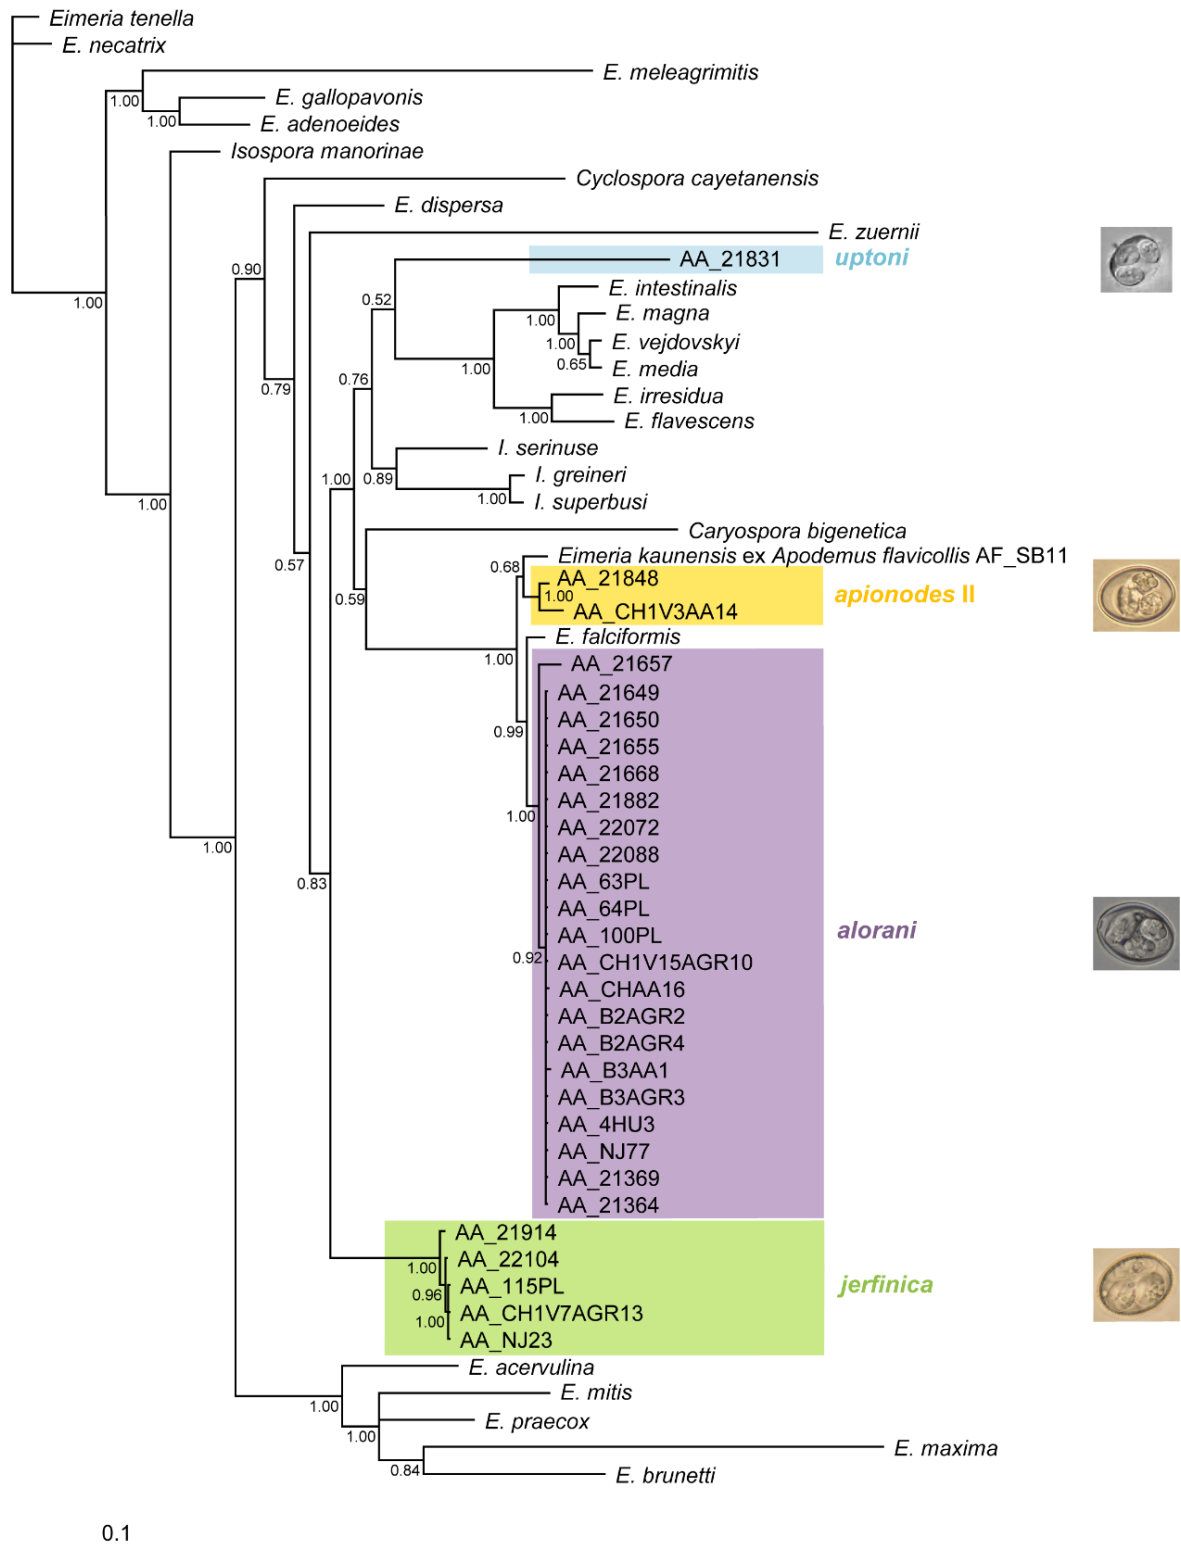 Eimeria tenella
E. necatrix
E. meleagrimitis
1.00
E. gallopavonis
1.00
E. adenoeides
Isospora manorinae
Cyclospora cayetanensis
E. dispersa
E. zuernii
AA_21831 uptoni
0.90
E. intestinalis
1.00
0.52
E. magna
1.00
E. vejdovskyi
0.65
E. media
1.00
0.76
0.79
E. irresidua
1.00
E. flavescens
I. serinuse
1.00
0.89
I. greineri
1.00
I. superbusi
1.00
Caryospora bigenetica
Eimeria kaunensis ex Apodemus flavicollis AF_SB11
0.57
0.68
AA_21848
1.00
apionodes II
0.59
AA_CH1V3AA14
E. falciformis
1.00
AA_21657
AA_21649
AA_21650
0.99
AA_21655
AA_21668
AA_21882
1.00
AA_22072
1.00
AA_22088
0.83
AA_63PL
AA_64PL
AA_100PL alorani
0.92
AA_CH1V15AGR10
AA_CHAA16
AA_B2AGR2
AA_B2AGR4
AA_B3AA1
AA_B3AGR3
AA_4HU3
AA_NJ77
AA_21369
AA_21364
AA_21914
AA_22104
1.00
AA_115PL jerfinica
0.96
AA_CH1V7AGR13
1.00
AA_NJ23
E. acervulina
E. mitis
1.00
E. praecox
1.00
E. maxima
0.84
E. brunetti
0.1